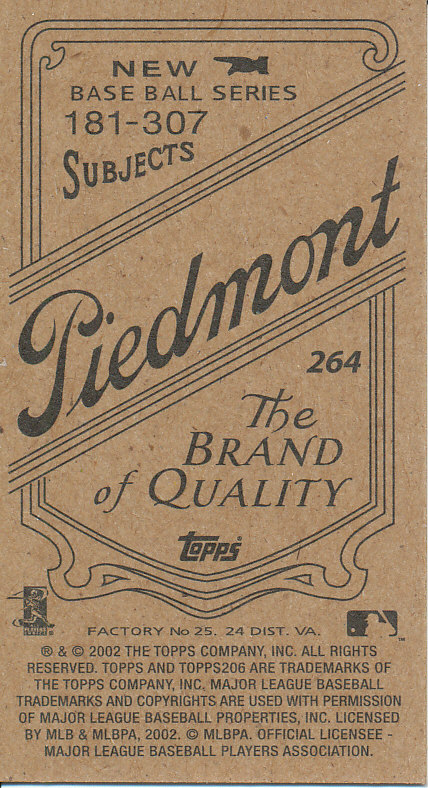 NEW
BASE BALL SERIES
181-307
SUBJECTS
Piedmont
264
The
BRAND
of QUALITY
TOPPS
FACTORY No 25. 24 DIST. VA.
® & © 2002 THE TOPPS COMPANY, INC. ALL RIGHTS
RESERVED. TOPPS AND TOPPS206 ARE TRADEMARKS OF
THE TOPPS COMPANY, INC. MAJOR LEAGUE BASEBALL
TRADEMARKS AND COPYRIGHTS ARE USED WITH PERMISSION
OF MAJOR LEAGUE BASEBALL PROPERTIES, INC. LICENSED
BY MLB & MLBPA, 2002. © MLBPA. OFFICIAL LICENSEE -
MAJOR LEAGUE BASEBALL PLAYERS ASSOCIATION.